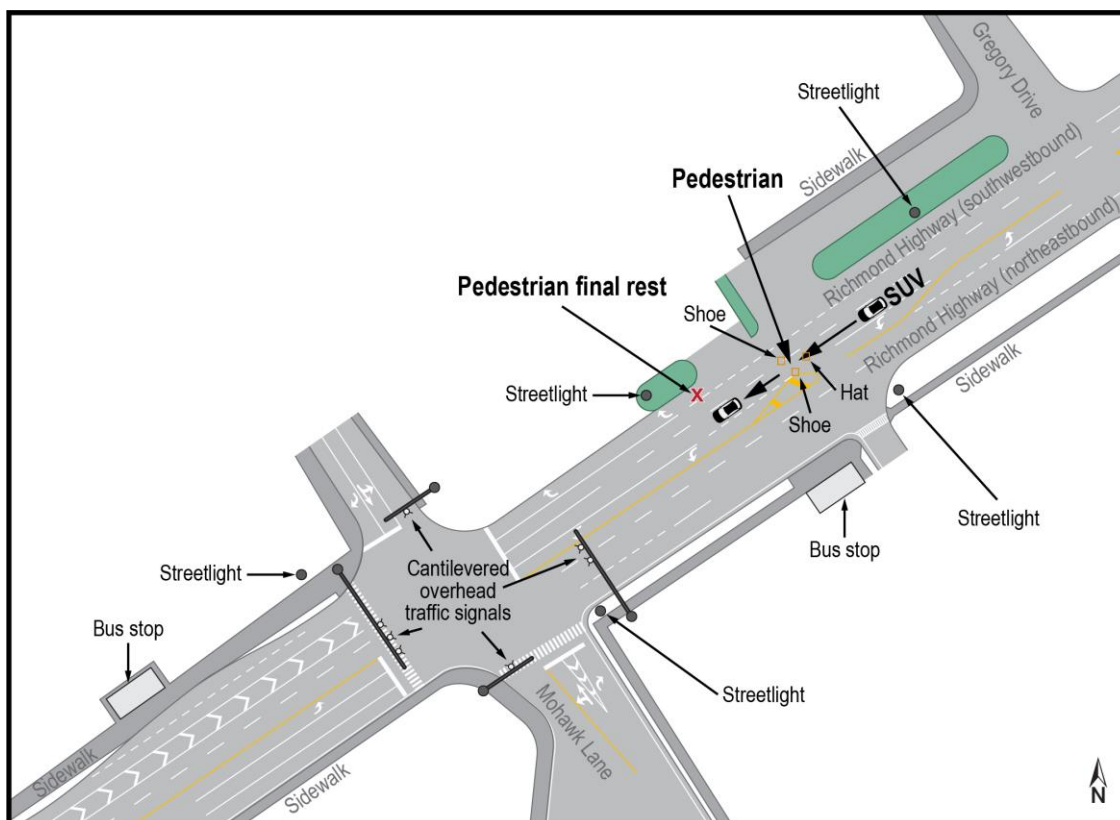 Gregory Drive
Streetlight
Sidewalk
Richmond Highway (southwestbound)
Pedestrian
Richmond Highway (northeastbound)
SUV
Pedestrian final rest
Shoe
Sidewalk
Streetlight
Hat
Shoe
Streetlight
Bus stop
Cantilevered
overhead
traffic signals
Streetlight
Bus stop
Streetlight
Mohawk Lane
Sidewalk
Sidewalk
N